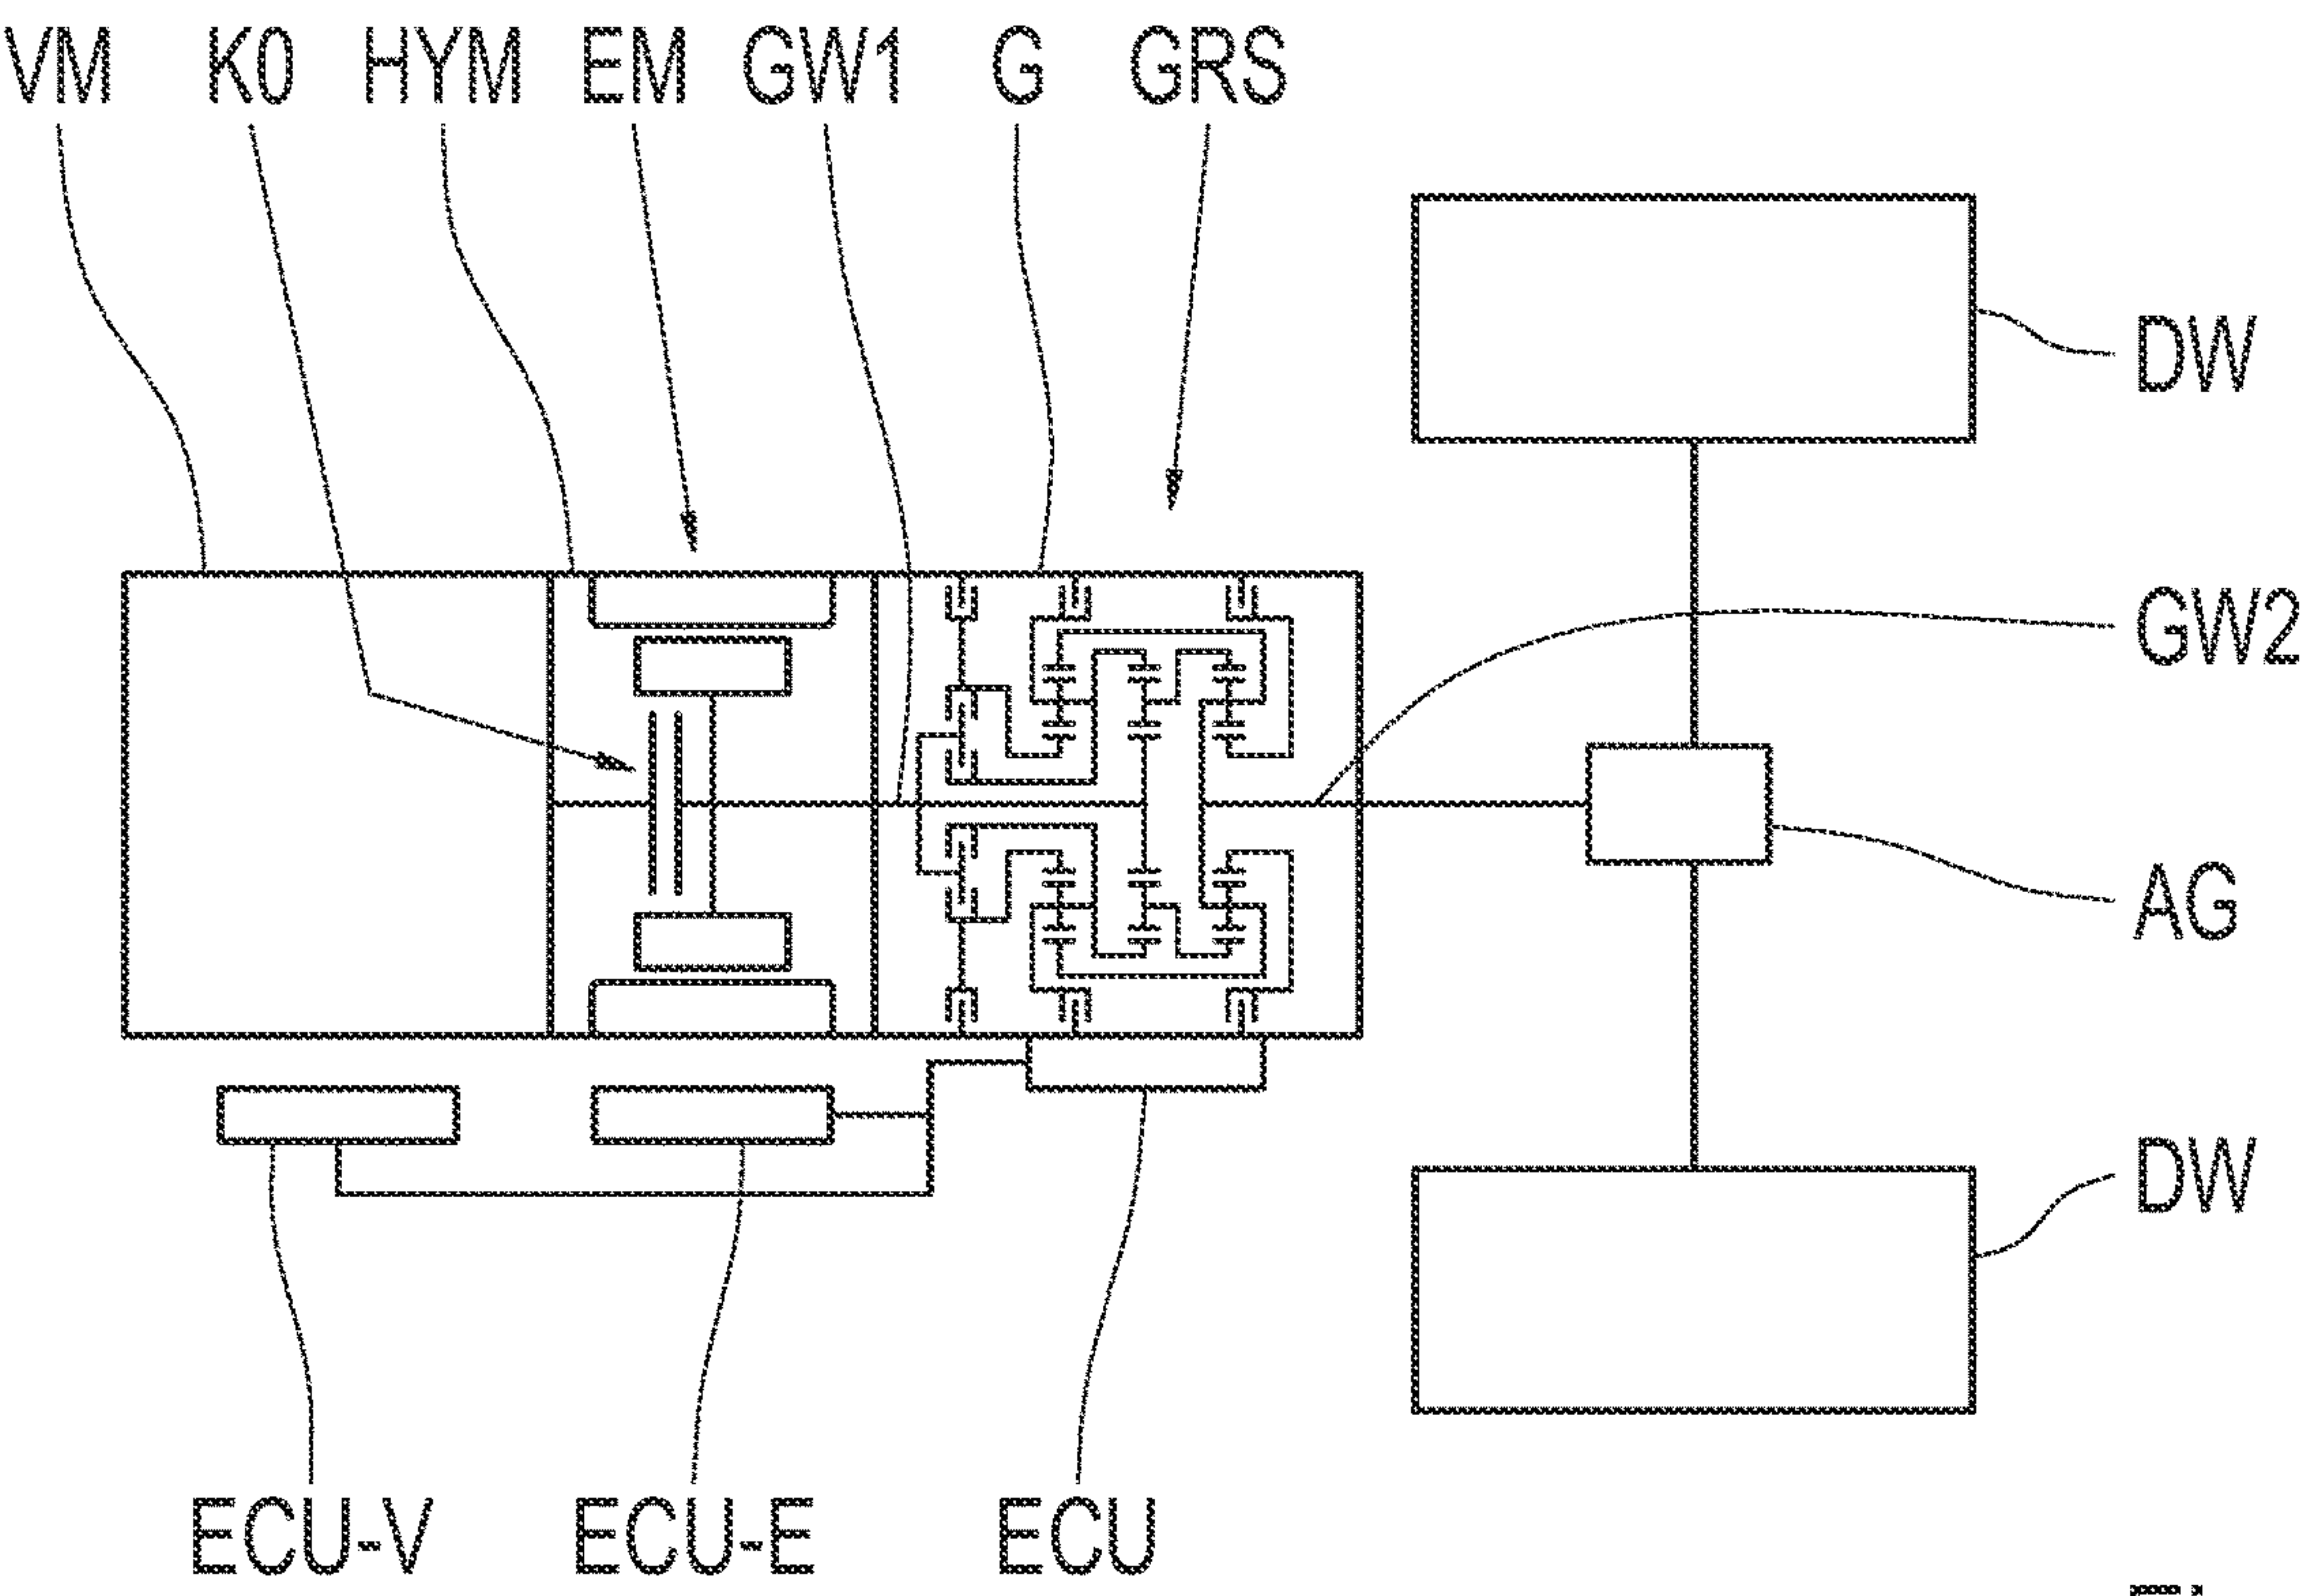 VM K0 HYM EM GW1 G GRS
DW
GW2
AG
DW
ECU-V ECU-E ECU